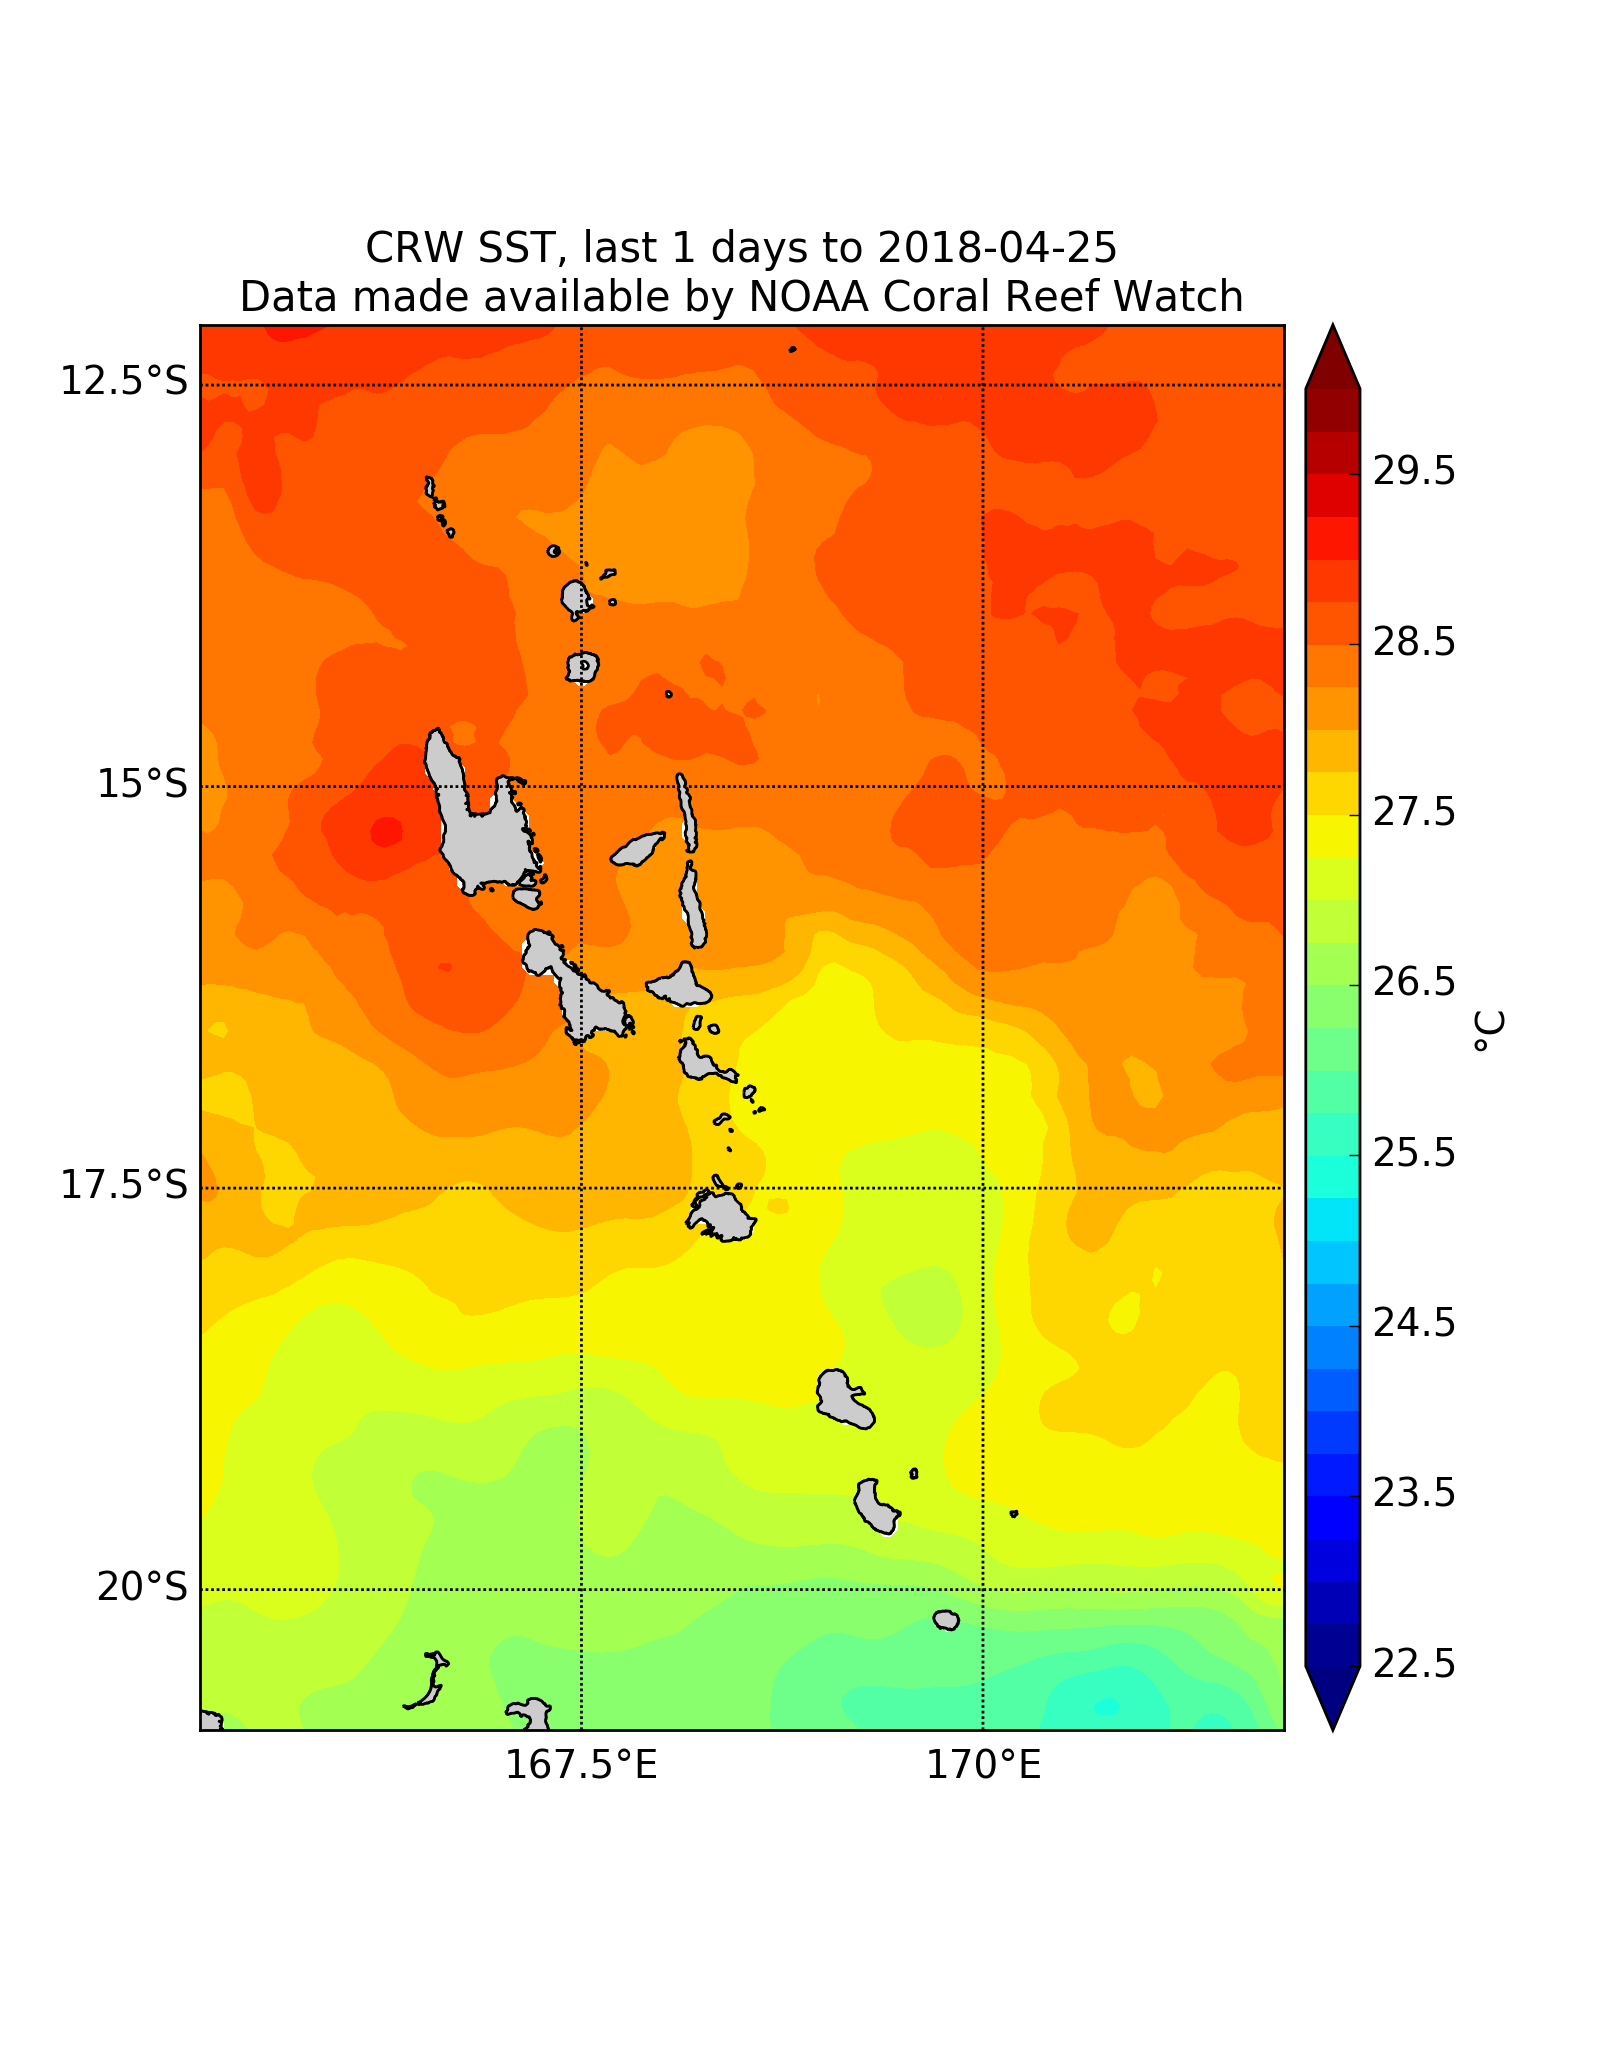 CRW SST, last 1 days to 2018-04-25
Data made available by NOAA Coral Reef Watch
12.5°S
15°S
17.5°S
20°S
167.5°E
170°E
29.5
28.5
27.5
26.5
25.5
24.5
23.5
22.5
°C